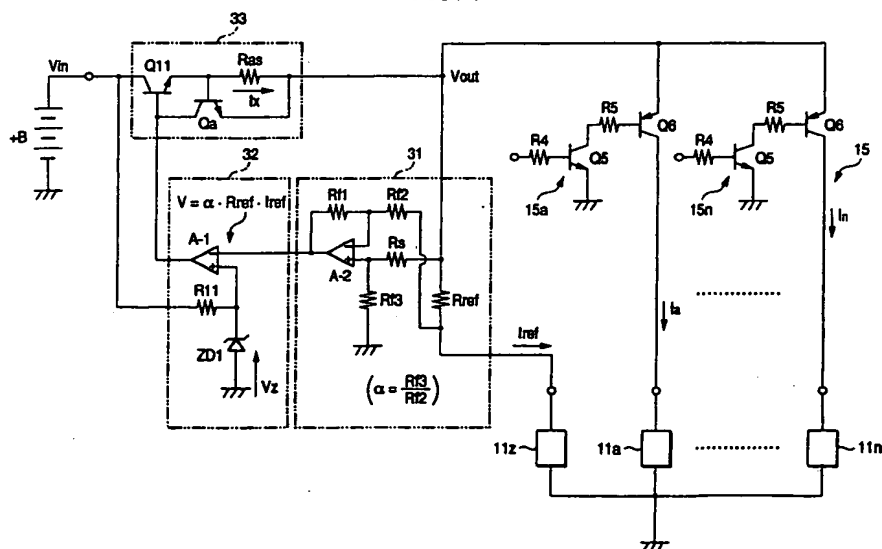 33
Vin
Q11
Ras
Ix
Qa
+B
Vout
R5
Q6
R4
Q5
15a
R5
Q6
R4
Q5
15n
15
In
Ia
32
V = α · Rref · Iref
A-1
R11
ZD1
Vz
31
Rf1
Rf2
Rs
A-2
Rf3
Rref
(α = Rf3/Rf2)
Iref
11z
11a
11n